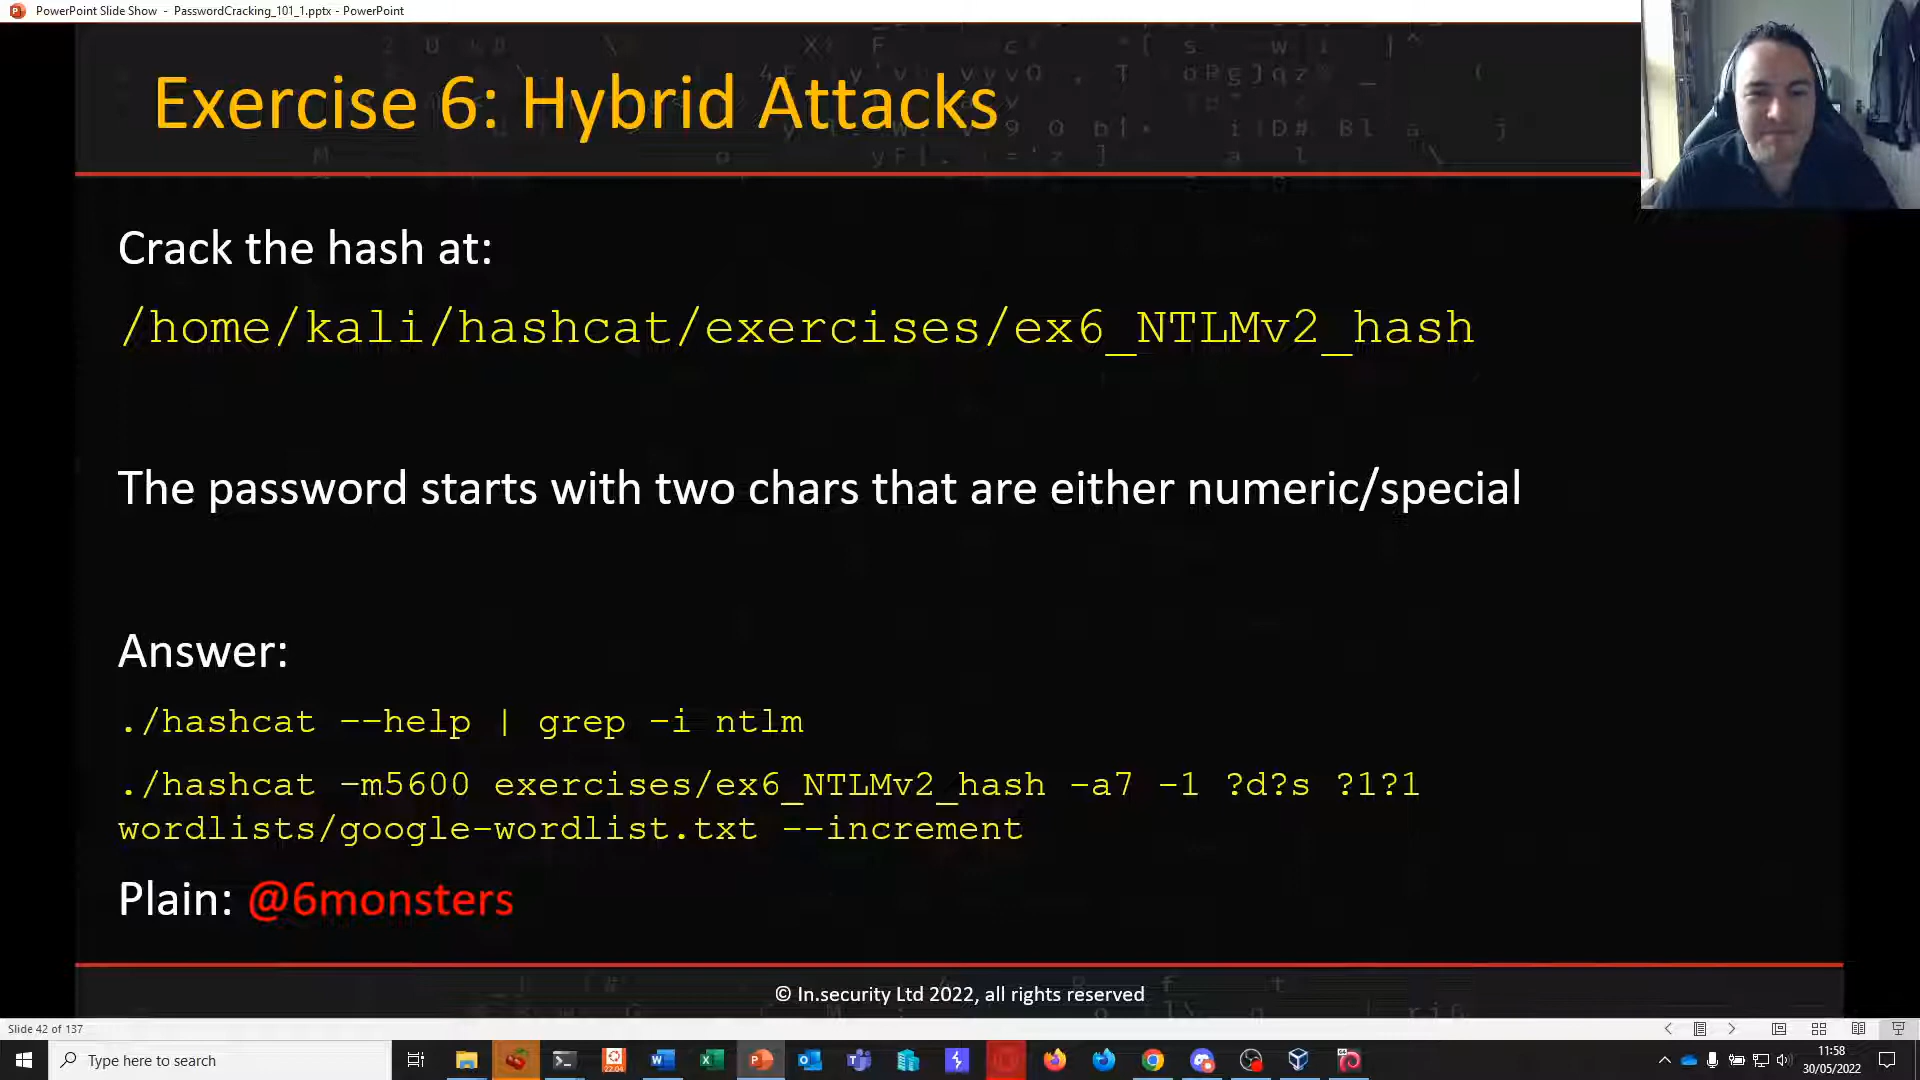 PowerPoint Slide Show - PasswordCracking_101_1.pptx - PowerPoint
Exercise 6: Hybrid Attacks
Crack the hash at:
/home/kali/hashcat/exercises/ex6_NTLMv2_hash
The password starts with two chars that are either numeric/special
Answer:
./hashcat --help | grep -i ntlm
./hashcat -m5600 exercises/ex6_NTLMv2_hash -a7 -1 ?d?s ?1?1
wordlists/google-wordlist.txt --increment
Plain: @6monsters
© In.security Ltd 2022, all rights reserved
Slide 42 of 137
Type here to search
22.04
11:58
30/05/2022